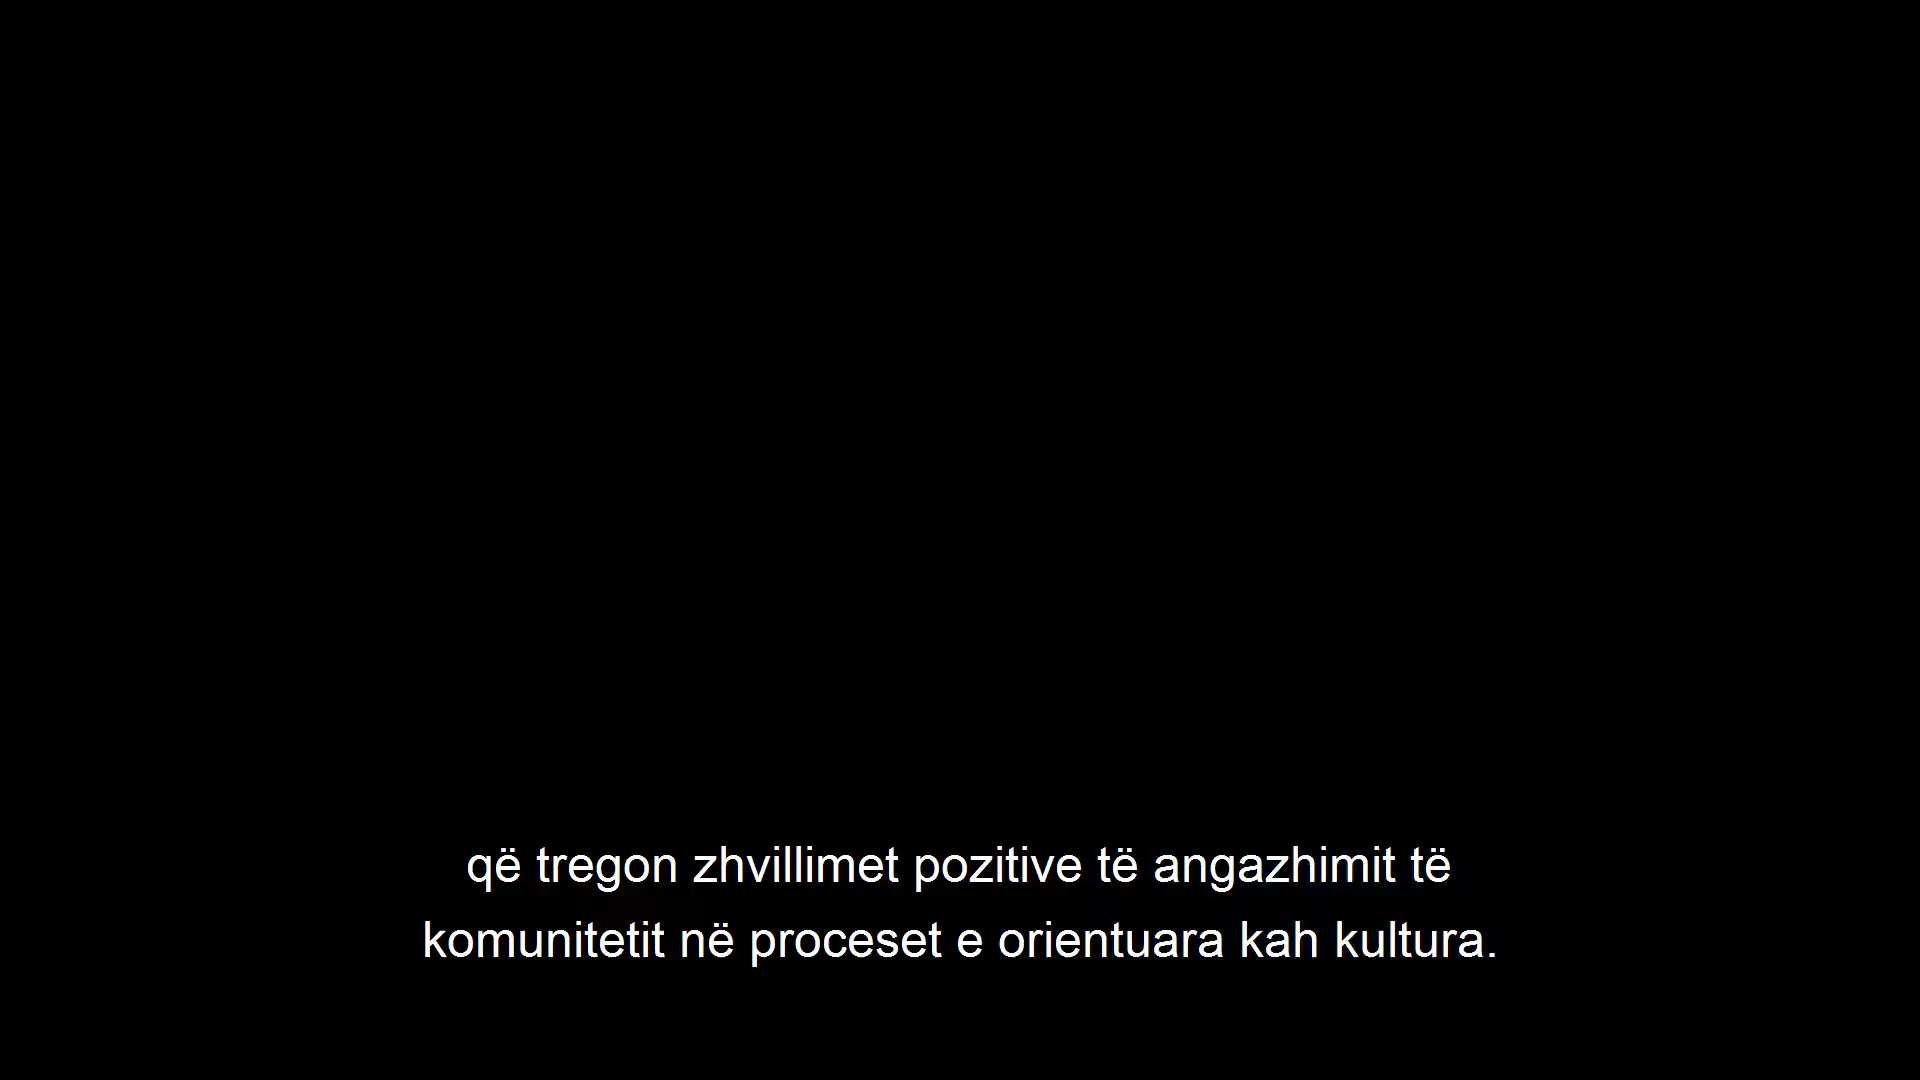 që tregon zhvillimet pozitive të angazhimit të
komunitetit në proceset e orientuara kah kultura.